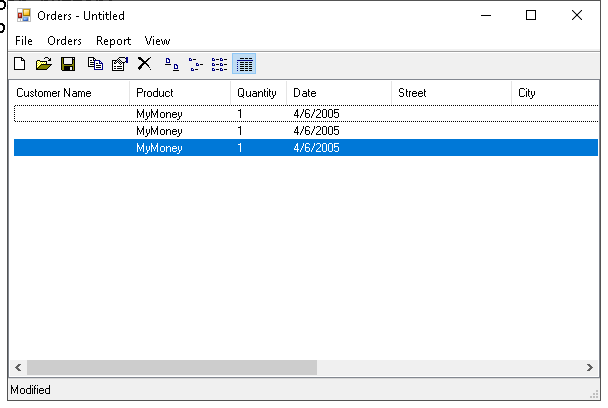 Orders - Untitled
File Orders Report View
Customer Name Product Quantity Date Street City
MyMoney 1 4/6/2005
MyMoney 1 4/6/2005
MyMoney 1 4/6/2005
Modified